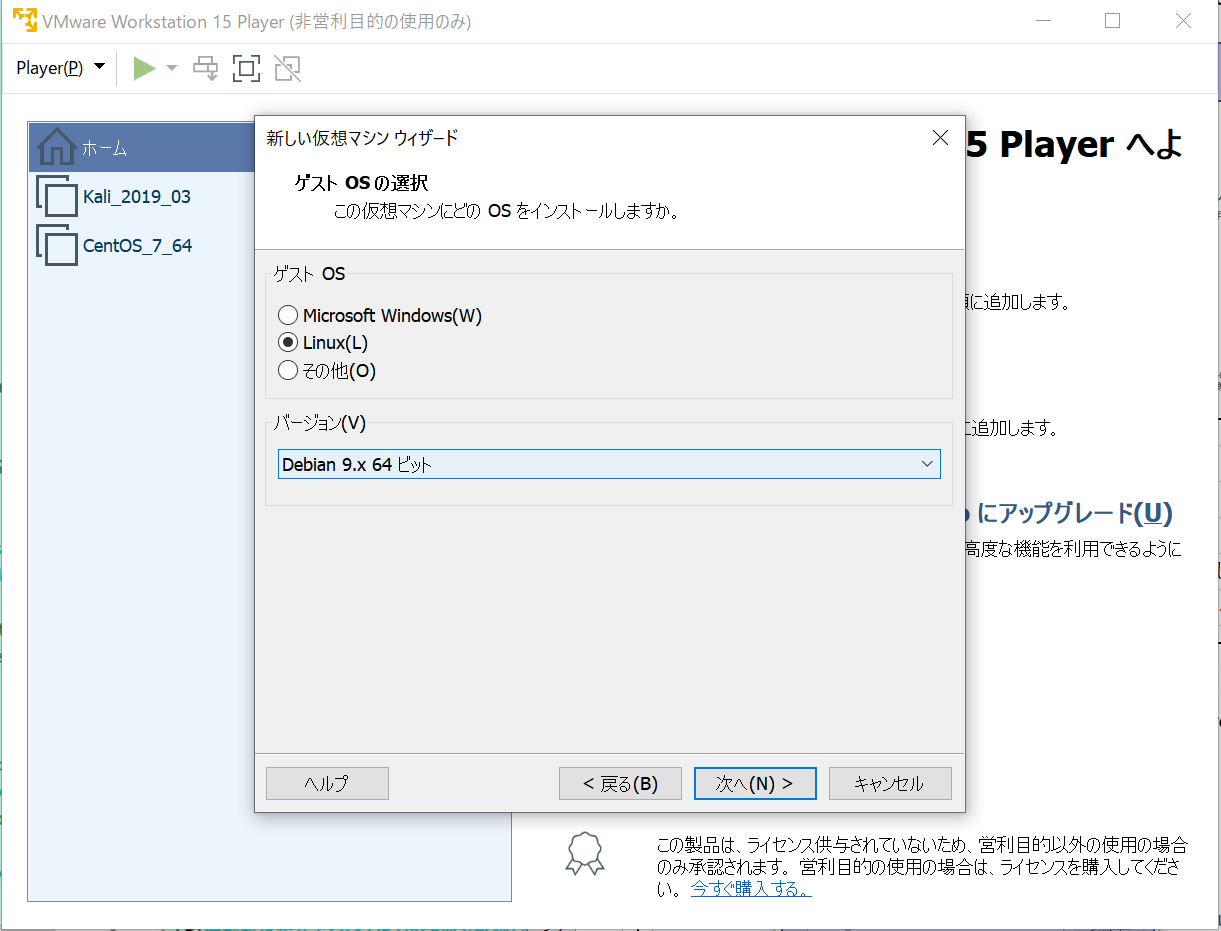 VMware Workstation 15 Player (非営利目的の使用のみ)
Player(P)
ホーム
Kali_2019_03
CentOS_7_64
5 Player へよ
に追加します。
に追加します。
にアップグレード(U)
高度な機能を利用できるように
新しい仮想マシン ウィザード
ゲスト OS の選択
この仮想マシンにどの OS をインストールしますか。
ゲスト OS
Microsoft Windows(W)
Linux(L)
その他(O)
バージョン(V)
Debian 9.x 64 ビット
ヘルプ
< 戻る(B)
次へ(N) >
キャンセル
この製品は、ライセンス供与されていないため、営利目的以外の使用の場合
のみ承認されます。営利目的の使用の場合は、ライセンスを購入してくださ
い。 今すぐ購入する。